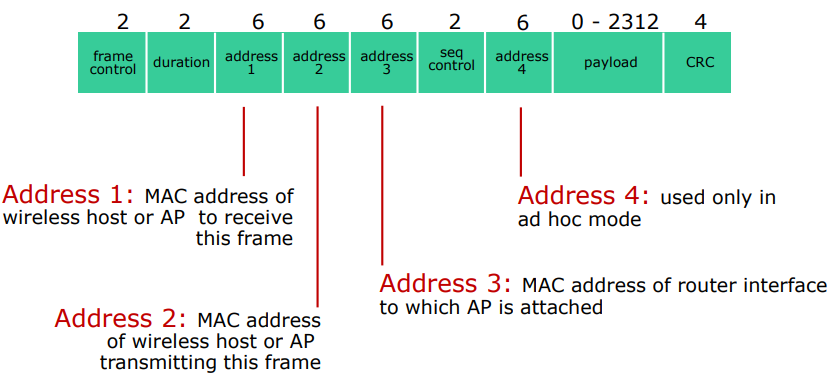 2 2 6 6 6 2 6 0 - 2312 4
frame control duration address 1 address 2 address 3 seq control address 4 payload CRC
Address 1: MAC address of
wireless host or AP to receive
this frame
Address 4: used only in
ad hoc mode
Address 3: MAC address of router interface
to which AP is attached
Address 2: MAC address
of wireless host or AP
transmitting this frame